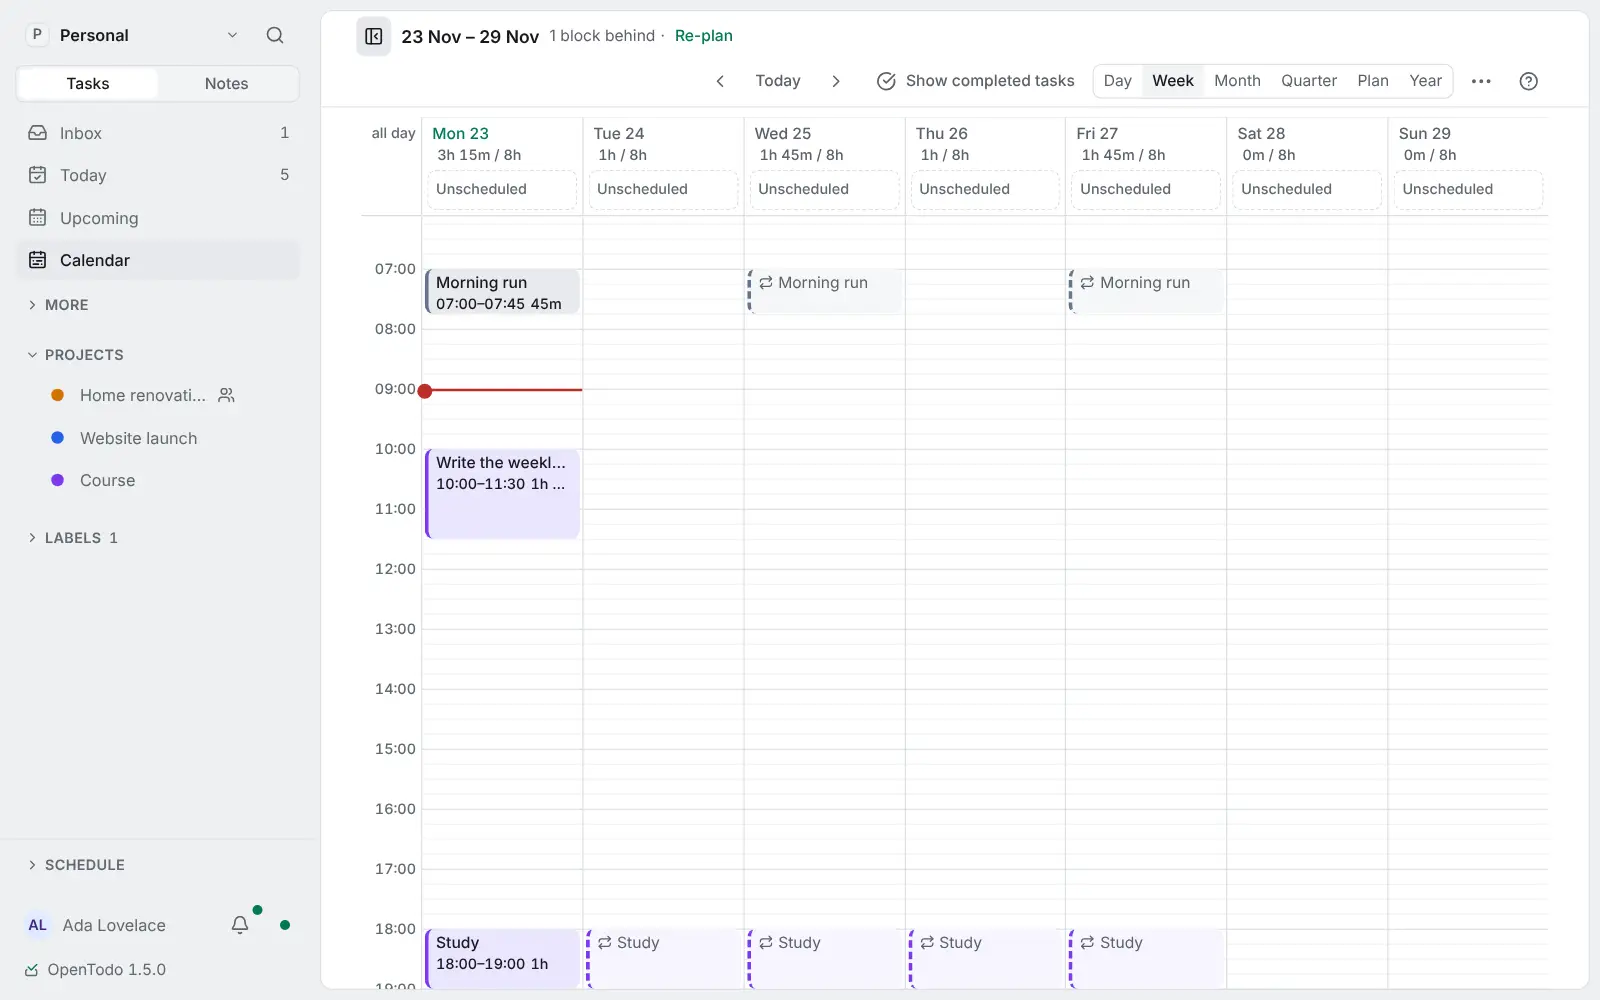 P Personal
Tasks Notes
Inbox 1
Today 5
Upcoming
Calendar
MORE
PROJECTS
Home renovati...
Website launch
Course
LABELS 1
SCHEDULE
AL Ada Lovelace
OpenTodo 1.5.0
23 Nov – 29 Nov 1 block behind · Re-plan
Today Show completed tasks Day Week Month Quarter Plan Year
all day Mon 23 Tue 24 Wed 25 Thu 26 Fri 27 Sat 28 Sun 29
3h 15m / 8h 1h / 8h 1h 45m / 8h 1h / 8h 1h 45m / 8h 0m / 8h 0m / 8h
Unscheduled Unscheduled Unscheduled Unscheduled Unscheduled Unscheduled Unscheduled
07:00 Morning run Morning run Morning run
07:00–07:45 45m
08:00
09:00
10:00 Write the weekl...
10:00–11:30 1h ...
11:00
12:00
13:00
14:00
15:00
16:00
17:00
18:00 Study Study Study Study Study
18:00–19:00 1h
19:00